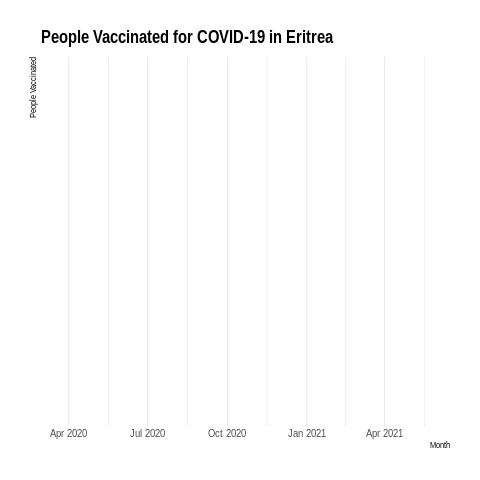 People Vaccinated for COVID-19 in Eritrea
People Vaccinated
Apr 2020 Jul 2020 Oct 2020 Jan 2021 Apr 2021
Month